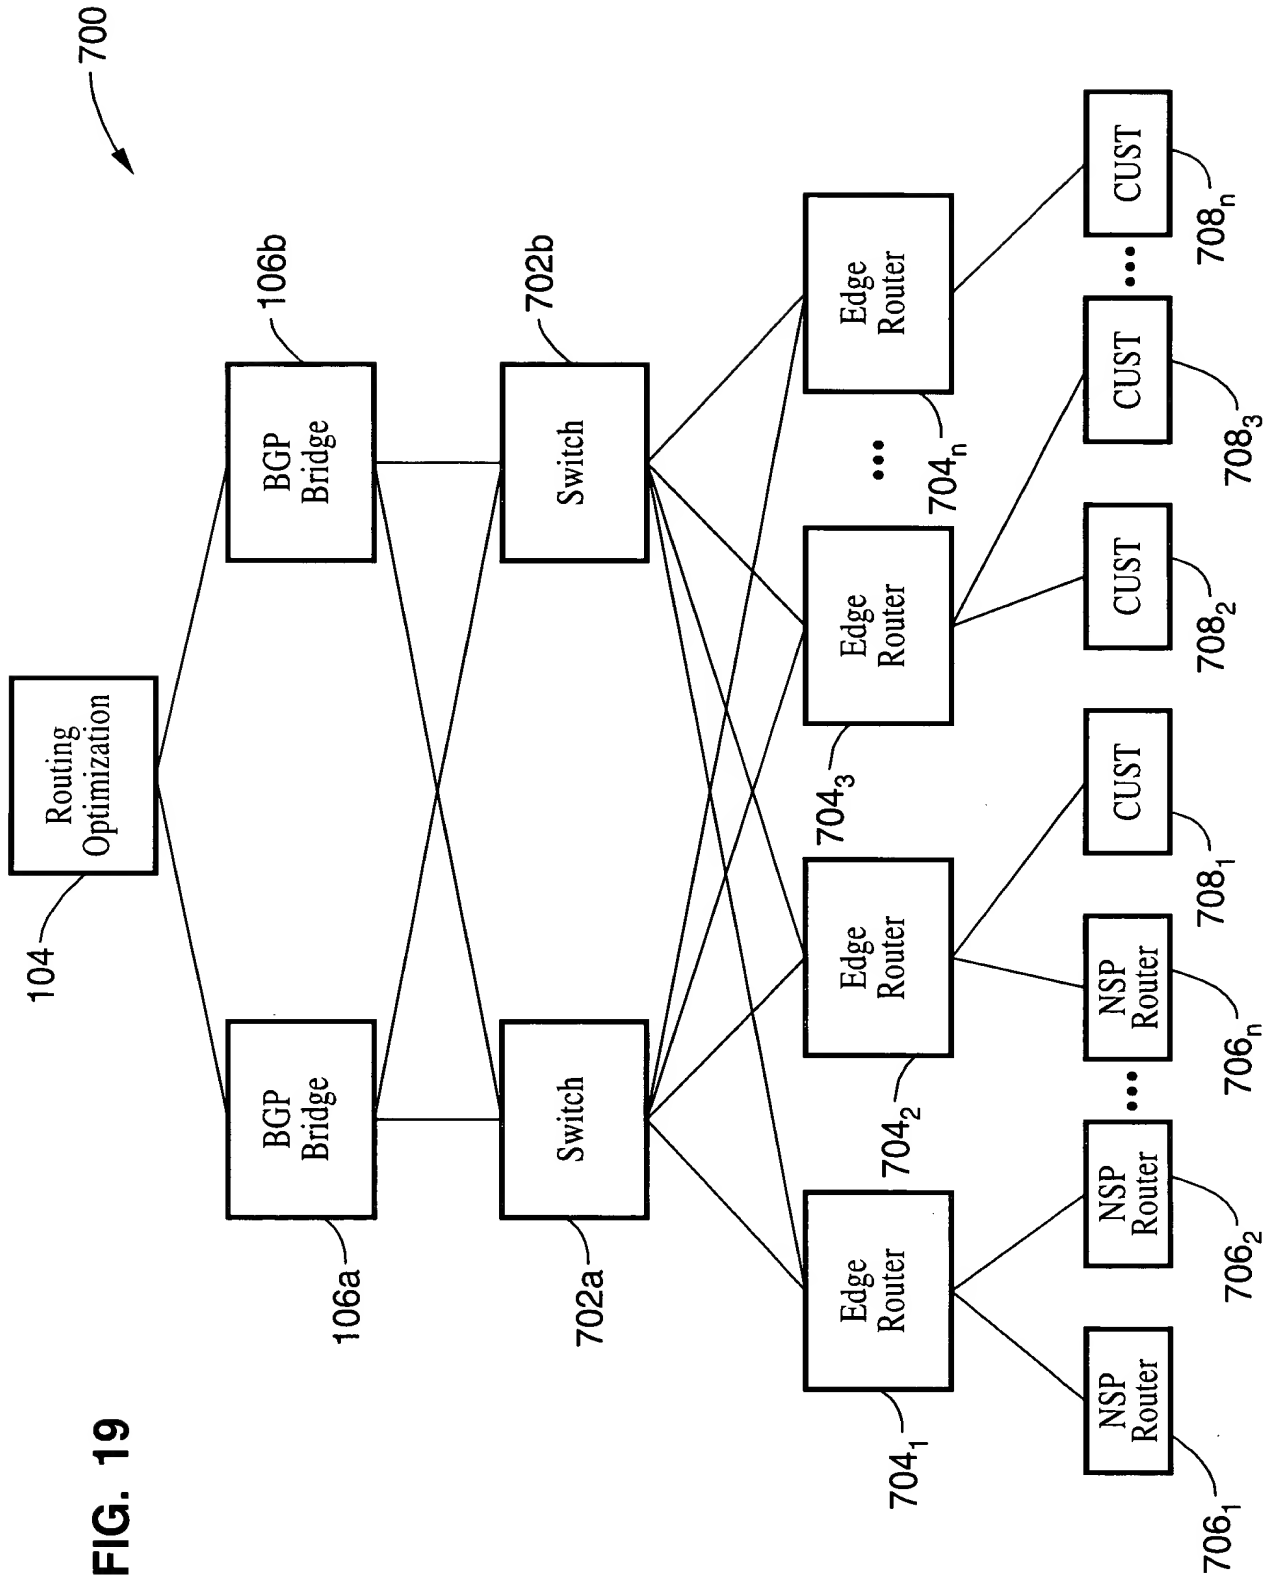 FIG. 19
700
Routing
Optimization
104
BGP
Bridge
106a
BGP
Bridge
106b
Switch
702a
Switch
702b
Edge
Router
704₁
Edge
Router
704₂
Edge
Router
704₃
•••
Edge
Router
704ₙ
NSP
Router
706₁
NSP
Router
706₂
•••
NSP
Router
706ₙ
CUST
708₁
CUST
708₂
CUST
708₃
•••
CUST
708ₙ